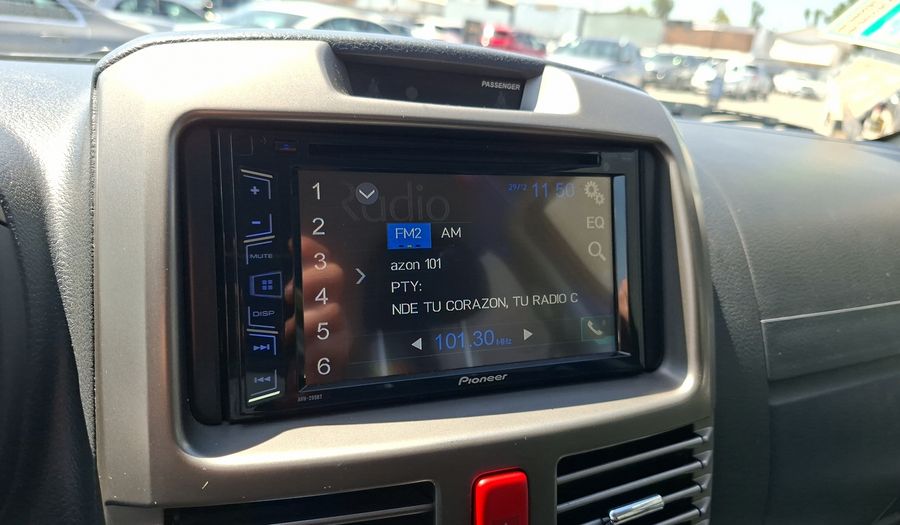 PASSENGER
+
-
MUTE
DISP
1
2
3
4
5
6
Radio
29/12 11 50
FM2 AM
EQ
azon 101
PTY:
NDE TU CORAZON, TU RADIO C
101.30 MHz
Pioneer